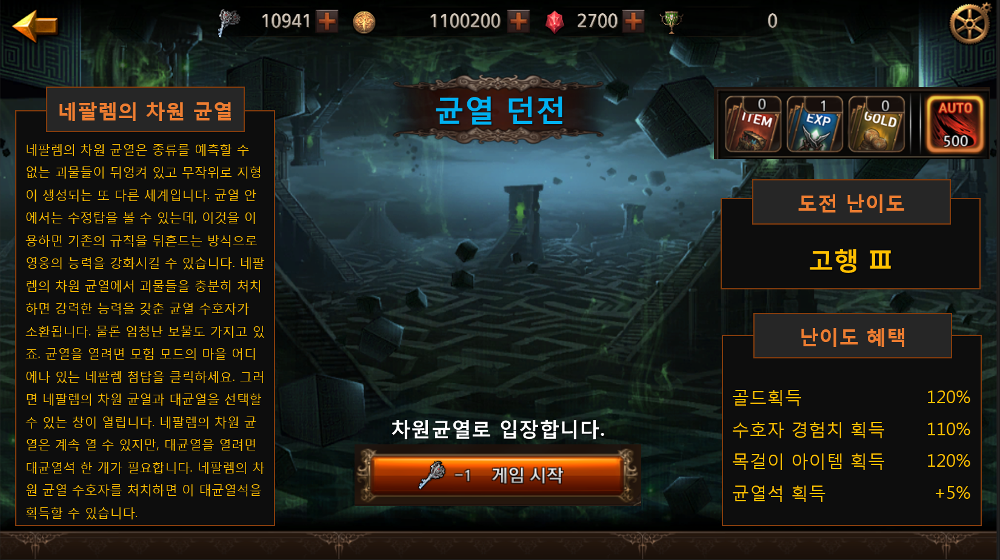 10941 1100200 2700 0
네팔렘의 차원 균열
네팔렘의 차원 균열은 종류를 예측할 수
없는 괴물들이 뒤엉켜 있고 무작위로 지형
이 생성되는 또 다른 세계입니다. 균열 안
에서는 수정탑을 볼 수 있는데, 이것을 이
용하면 기존의 규칙을 뒤흔드는 방식으로
영웅의 능력을 강화시킬 수 있습니다. 네팔
렘의 차원 균열에서 괴물들을 충분히 처치
하면 강력한 능력을 갖춘 균열 수호자가
소환됩니다. 물론 엄청난 보물도 가지고 있
죠. 균열을 열려면 모험 모드의 마을 어디
에나 있는 네팔렘 첨탑을 클릭하세요. 그러
면 네팔렘의 차원 균열과 대균열을 선택할
수 있는 창이 열립니다. 네팔렘의 차원 균
열은 계속 열 수 있지만, 대균열을 열려면
대균열석 한 개가 필요합니다. 네팔렘의 차
원 균열 수호자를 처치하면 이 대균열석을
획득할 수 있습니다.
균열 던전
차원균열로 입장합니다.
-1 게임 시작
0 1 0 AUTO
ITEM EXP GOLD 500
도전 난이도
고행 Ⅲ
난이도 혜택
골드획득 120%
수호자 경험치 획득 110%
목걸이 아이템 획득 120%
균열석 획득 +5%